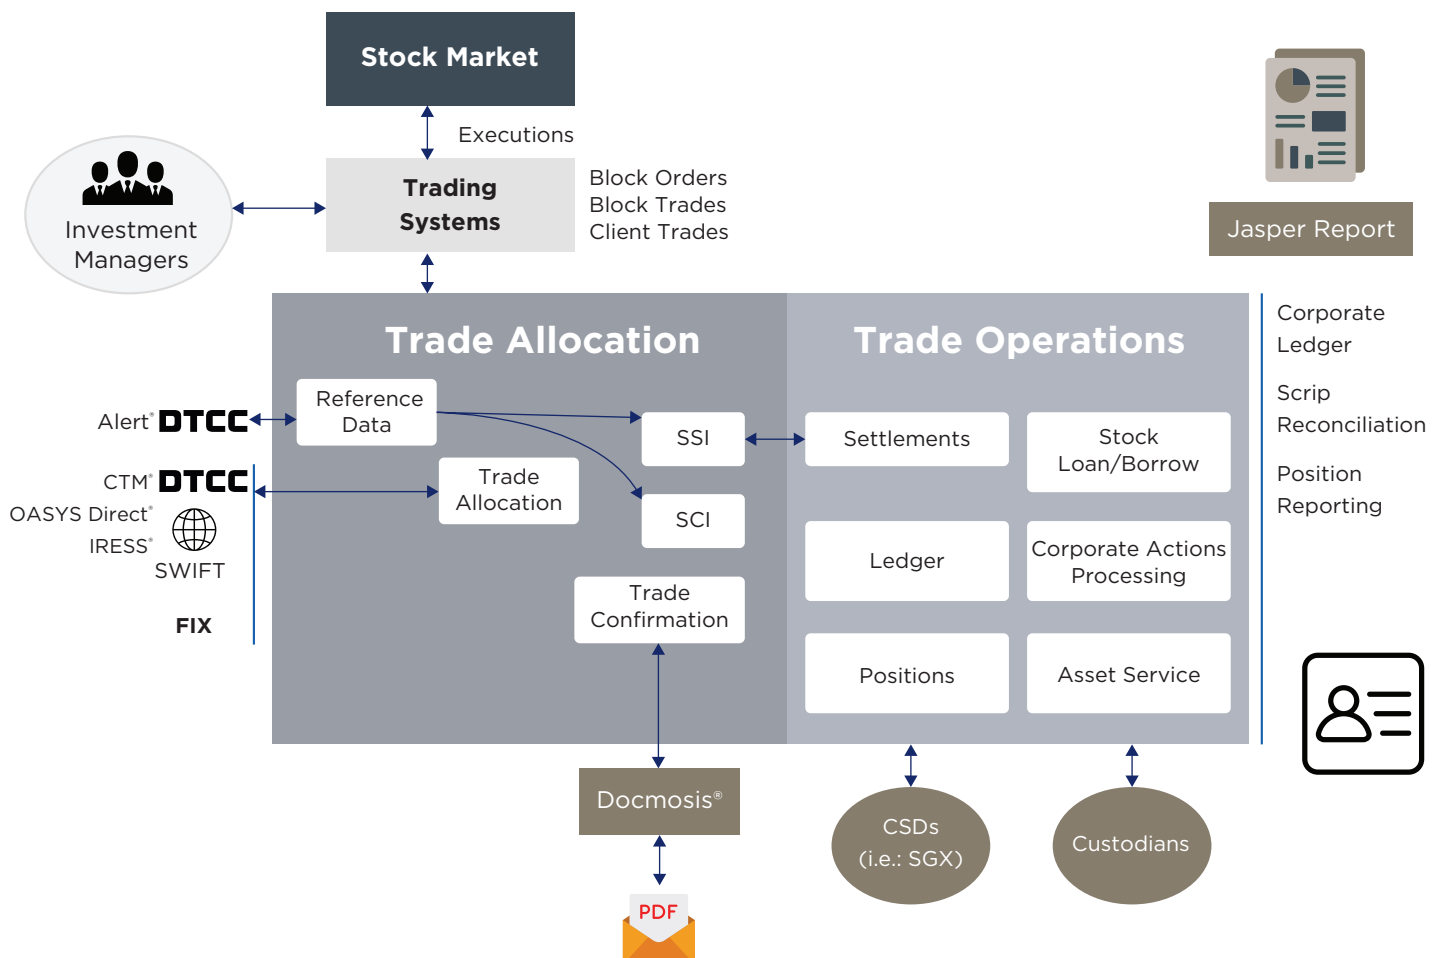 Stock Market
Executions
Trading
Systems
Block Orders
Block Trades
Client Trades
Investment
Managers
Jasper Report
Trade Allocation
Trade Operations
Corporate
Ledger
Scrip
Reconciliation
Position
Reporting
Alert® DTCC
Reference
Data
SSI
Settlements
Stock
Loan/Borrow
CTM® DTCC
OASYS Direct®
IRESS®
SWIFT
FIX
Trade
Allocation
SCI
Ledger
Corporate Actions
Processing
Trade
Confirmation
Positions
Asset Service
Docmosis®
CSDs
(i.e.: SGX)
Custodians
PDF